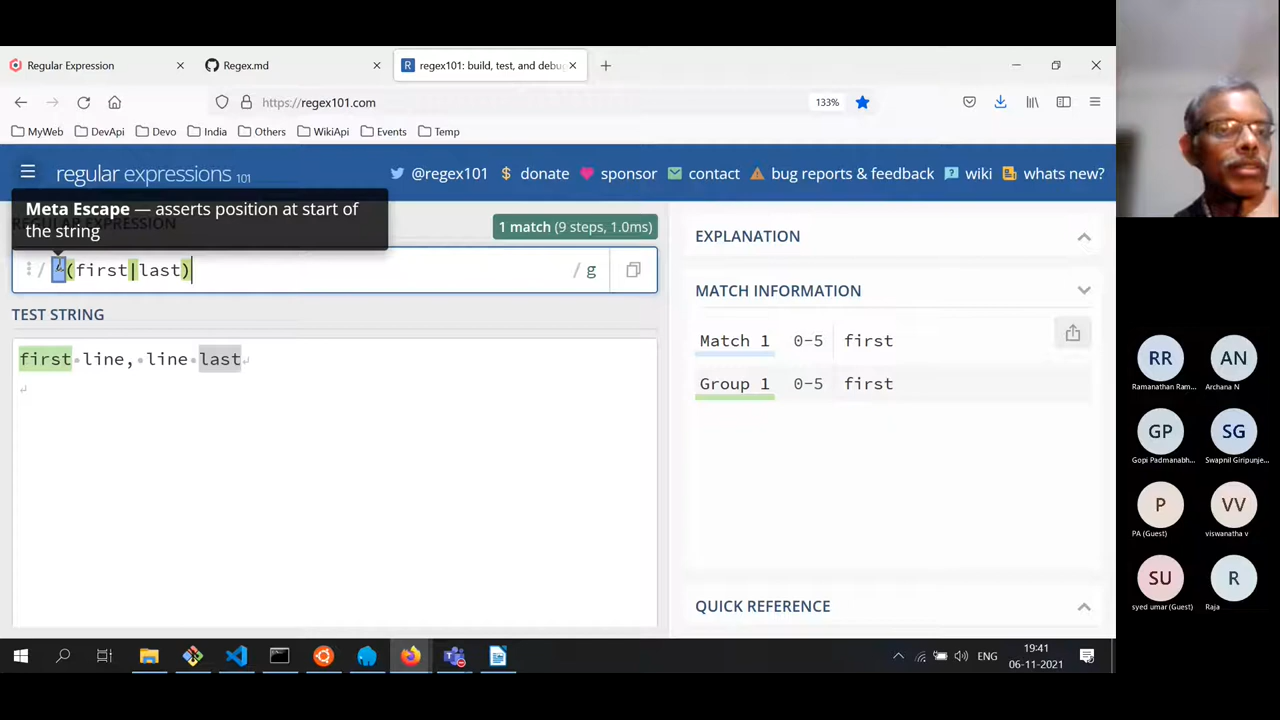 Regular Expression
Regex.md
regex101: build, test, and debu
https://regex101.com
133%
MyWeb DevApi Devo India Others WikiApi Events Temp
regular expressions 101
@regex101 donate sponsor contact bug reports & feedback wiki whats new?
Meta Escape — asserts position at start of
the string
1 match (9 steps, 1.0ms)
/ ^(first|last) / g
TEST STRING
first line, line last
EXPLANATION
MATCH INFORMATION
Match 1 0-5 first
Group 1 0-5 first
QUICK REFERENCE
RR
Ramanathan Ram...
AN
Archana N
GP
Gopi Padmanabh...
SG
Swapnil Giripunje...
P
PA (Guest)
VV
viswanatha v
SU
syed umar (Guest)
R
Raja
ENG
19:41
06-11-2021